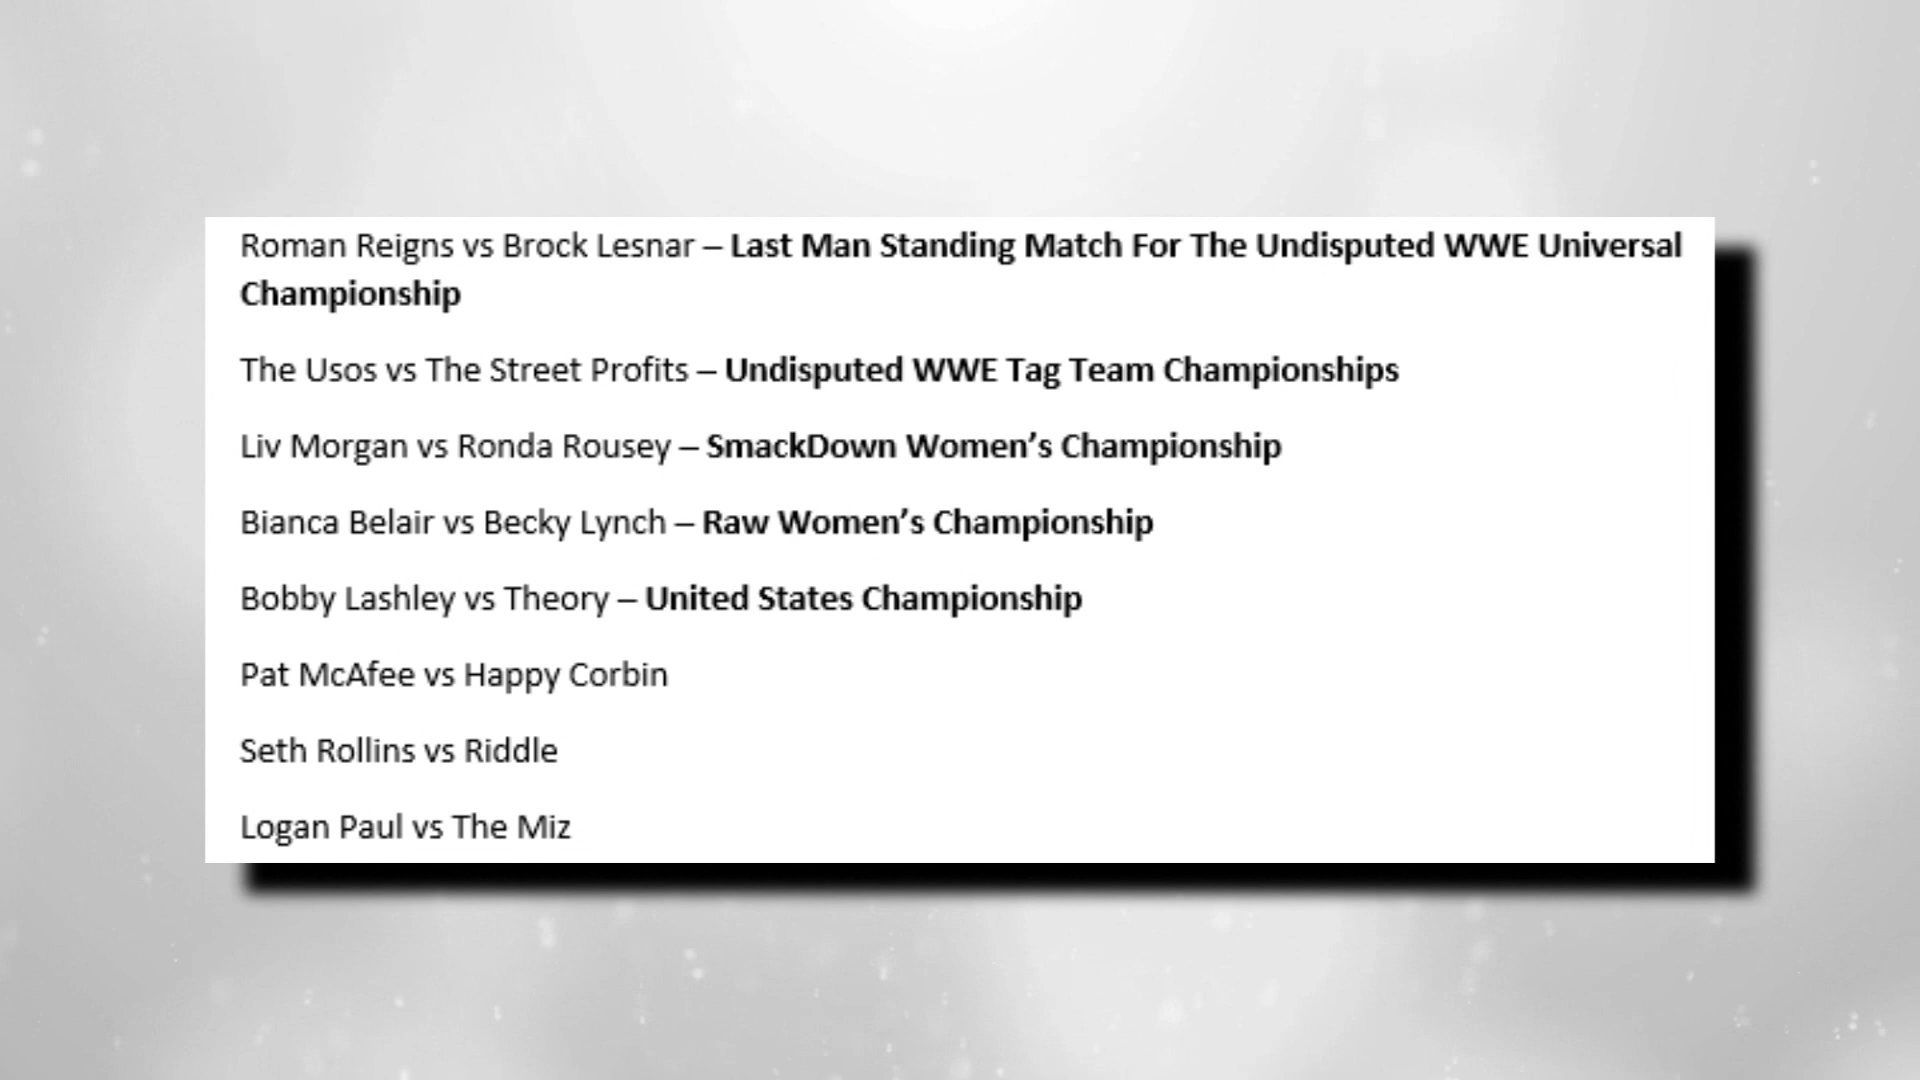 Roman Reigns vs Brock Lesnar – Last Man Standing Match For The Undisputed WWE Universal
Championship
The Usos vs The Street Profits – Undisputed WWE Tag Team Championships
Liv Morgan vs Ronda Rousey – SmackDown Women’s Championship
Bianca Belair vs Becky Lynch – Raw Women’s Championship
Bobby Lashley vs Theory – United States Championship
Pat McAfee vs Happy Corbin
Seth Rollins vs Riddle
Logan Paul vs The Miz